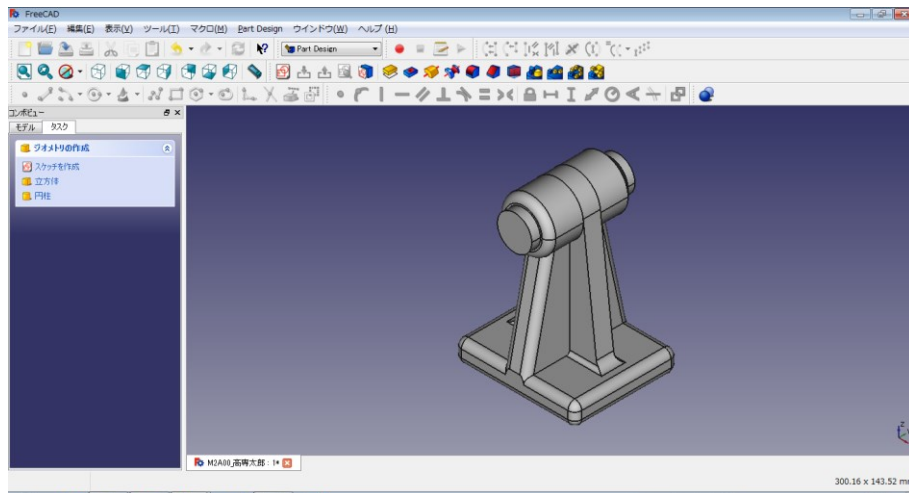 FreeCAD
ファイル(F) 編集(E) 表示(V) ツール(T) マクロ(M) Part Design ウインドウ(W) ヘルプ(H)
Part Design
コンボビュー
モデル タスク
ジオメトリの作成
スケッチを作成
立方体
円柱
M2A00_高専太郎 : 1*
300.16 x 143.52 mm